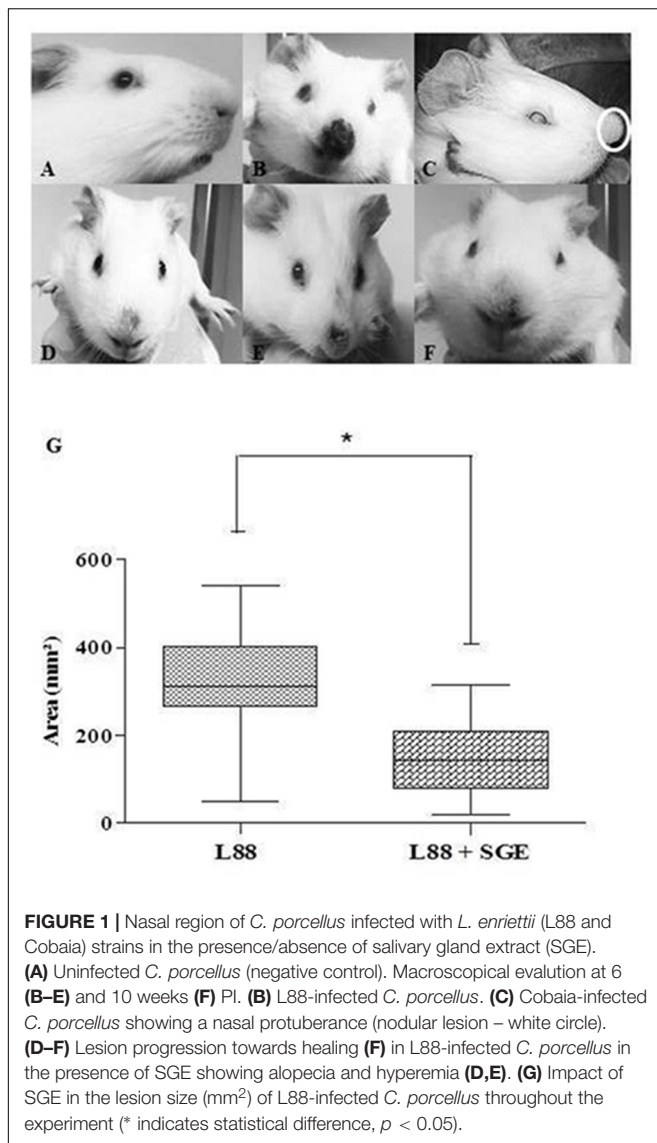 A
B
C
D
E
F
G
*
600
400
200
0
Area (mm²)
L88
L88 + SGE
FIGURE 1 | Nasal region of C. porcellus infected with L. enriettii (L88 and
Cobaia) strains in the presence/absence of salivary gland extract (SGE).
(A) Uninfected C. porcellus (negative control). Macroscopical evalution at 6
(B–E) and 10 weeks (F) PI. (B) L88-infected C. porcellus. (C) Cobaia-infected
C. porcellus showing a nasal protuberance (nodular lesion – white circle).
(D–F) Lesion progression towards healing (F) in L88-infected C. porcellus in
the presence of SGE showing alopecia and hyperemia (D,E). (G) Impact of
SGE in the lesion size (mm²) of L88-infected C. porcellus throughout the
experiment (* indicates statistical difference, p < 0.05).